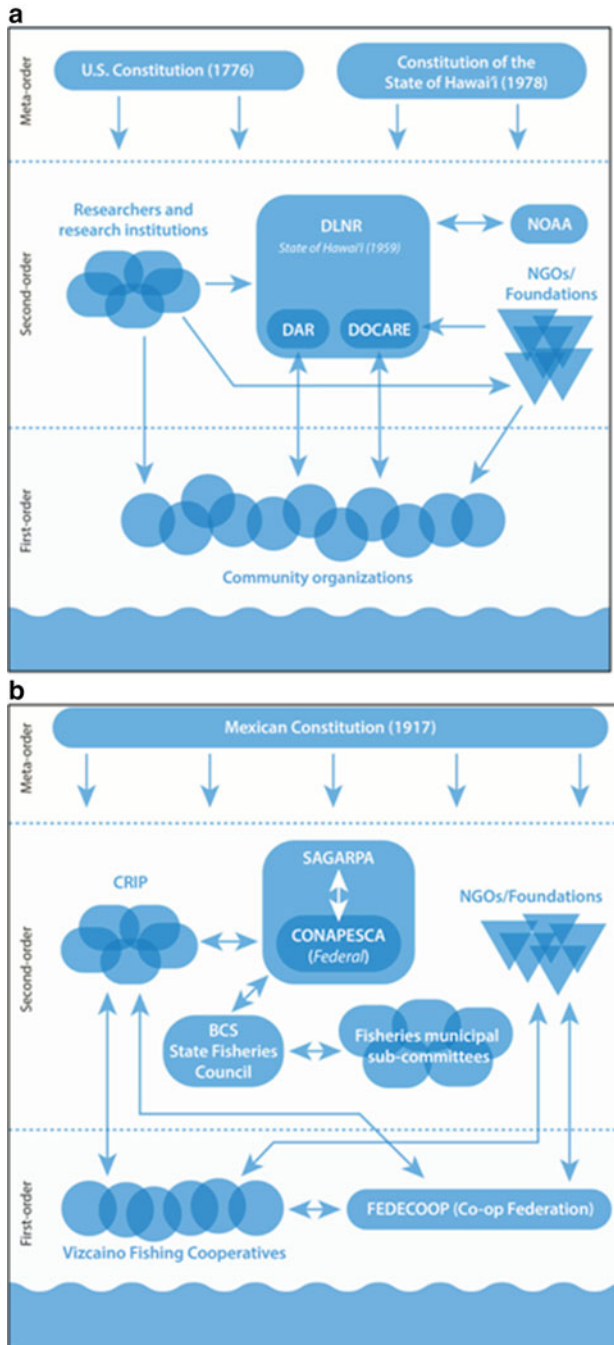 a
Meta-order
U.S. Constitution (1776)
Constitution of the
State of Hawai‘i (1978)
Second-order
Researchers and
research institutions
DLNR
State of Hawai‘i (1959)
NOAA
NGOs/
Foundations
DAR
DOCARE
First-order
Community organizations
b
Meta-order
Mexican Constitution (1917)
Second-order
CRIP
SAGARPA
CONAPESCA
(Federal)
NGOs/Foundations
BCS
State Fisheries
Council
Fisheries municipal
sub-committees
First-order
FEDECOOP (Co-op Federation)
Vizcaino Fishing Cooperatives